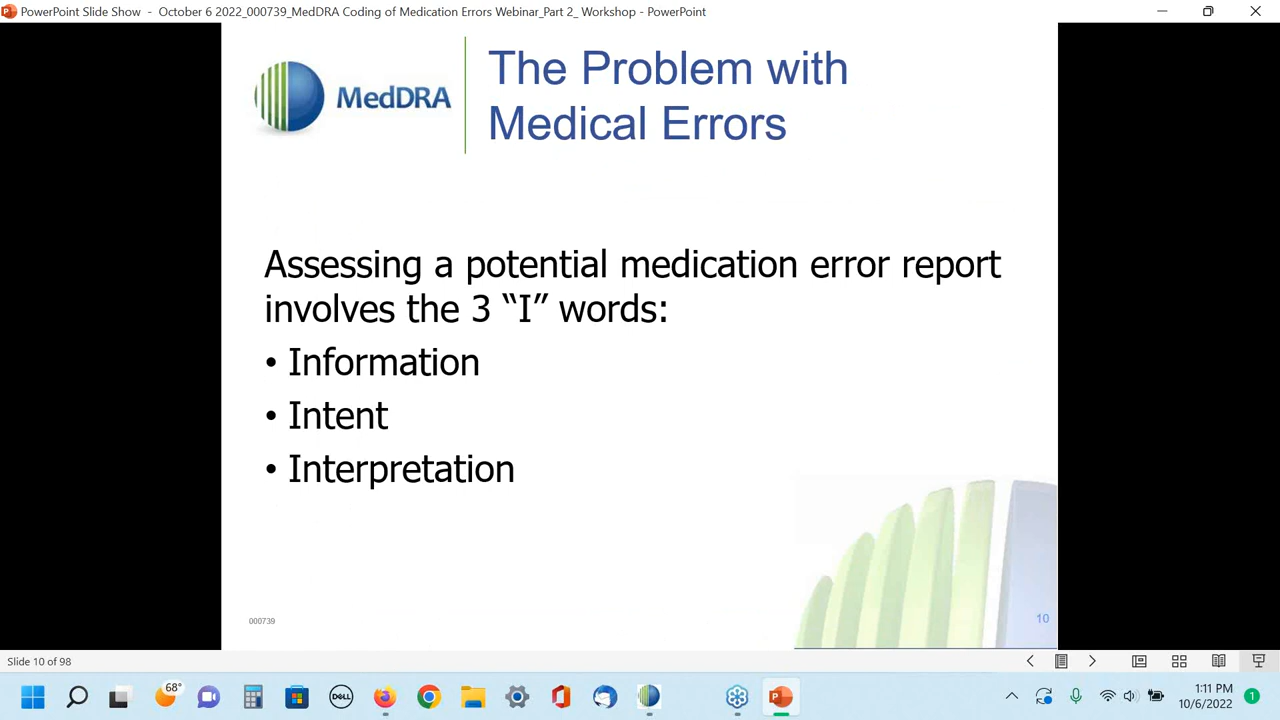 PowerPoint Slide Show - October 6 2022_000739_MedDRA Coding of Medication Errors Webinar_Part 2_ Workshop - PowerPoint
MedDRA
The Problem with
Medical Errors
Assessing a potential medication error report
involves the 3 “I” words:
• Information
• Intent
• Interpretation
000739
10
Slide 10 of 98
68°
DELL
1:11 PM
10/6/2022
1